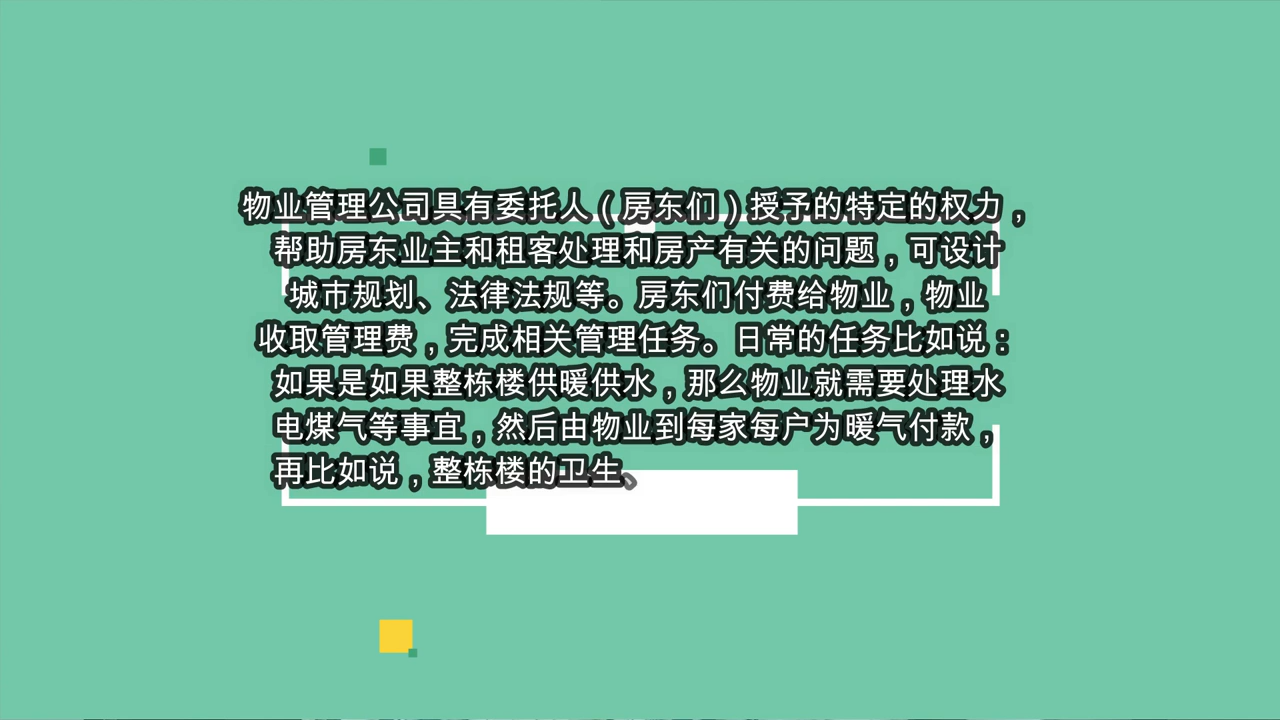 物业管理公司具有委托人（房东们）授予的特定的权力，
帮助房东业主和租客处理和房产有关的问题，可设计
城市规划、法律法规等。房东们付费给物业，物业
收取管理费，完成相关管理任务。日常的任务比如说：
如果是如果整栋楼供暖供水，那么物业就需要处理水
电煤气等事宜，然后由物业到每家每户为暖气付款，
再比如说，整栋楼的卫生、